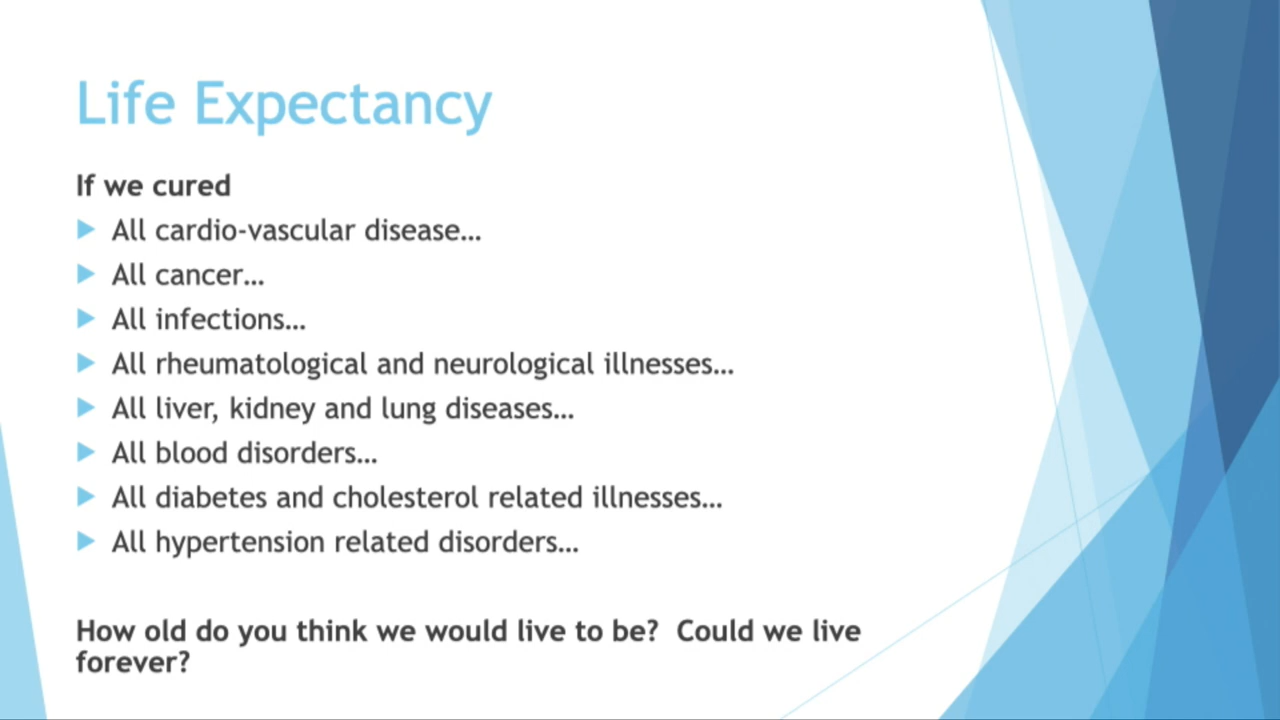 Life Expectancy
If we cured
All cardio-vascular disease...
All cancer...
All infections...
All rheumatological and neurological illnesses...
All liver, kidney and lung diseases...
All blood disorders...
All diabetes and cholesterol related illnesses...
All hypertension related disorders...
How old do you think we would live to be?  Could we live
forever?